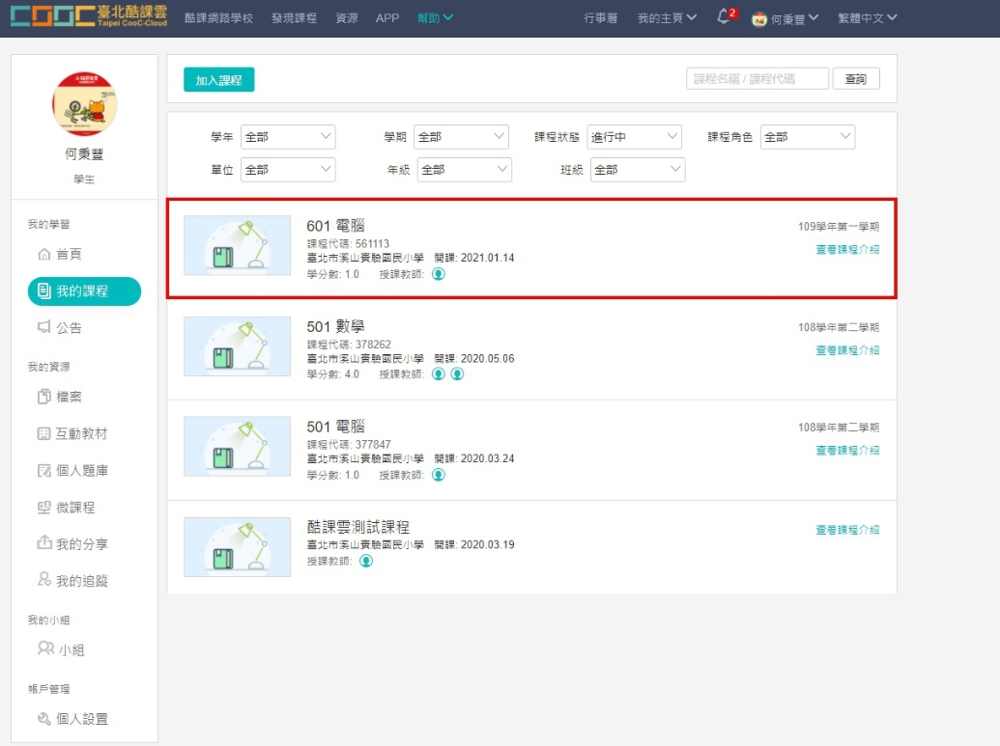 COOC 臺北酷課雲
Taipei CooC-Cloud
酷課網路學校 發現課程 資源 APP 幫助 行事曆 我的主頁 2 何秉豐 繁體中文
何秉豐
學生
我的學習
首頁
我的課程
公告
我的資源
檔案
互動教材
個人題庫
微課程
我的分享
我的追蹤
我的小組
小組
帳戶管理
個人設置
加入課程 課程名稱 / 課程代碼 查詢
學年 全部 學期 全部 課程狀態 進行中 課程角色 全部
單位 全部 年級 全部 班級 全部
601 電腦 109學年第一學期
課程代碼: 561113 查看課程介紹
臺北市溪山實驗國民小學 開課: 2021.01.14
學分數: 1.0 授課教師:
501 數學 108學年第二學期
課程代碼: 378262 查看課程介紹
臺北市溪山實驗國民小學 開課: 2020.05.06
學分數: 4.0 授課教師:
501 電腦 108學年第二學期
課程代碼: 377847 查看課程介紹
臺北市溪山實驗國民小學 開課: 2020.03.24
學分數: 1.0 授課教師:
酷課雲測試課程 查看課程介紹
臺北市溪山實驗國民小學 開課: 2020.03.19
授課教師: